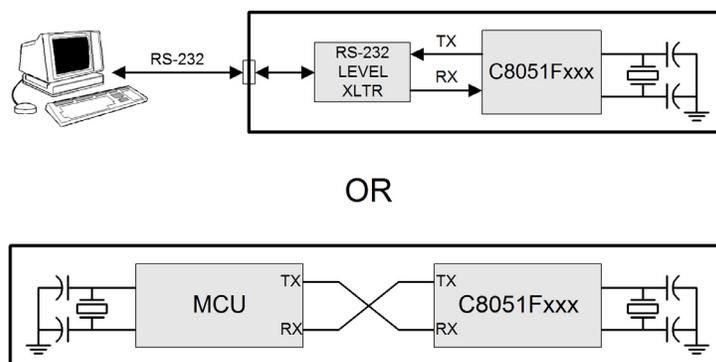 RS-232
RS-232
LEVEL
XLTR
TX
RX
C8051Fxxx
OR
MCU
TX
RX
TX
RX
C8051Fxxx